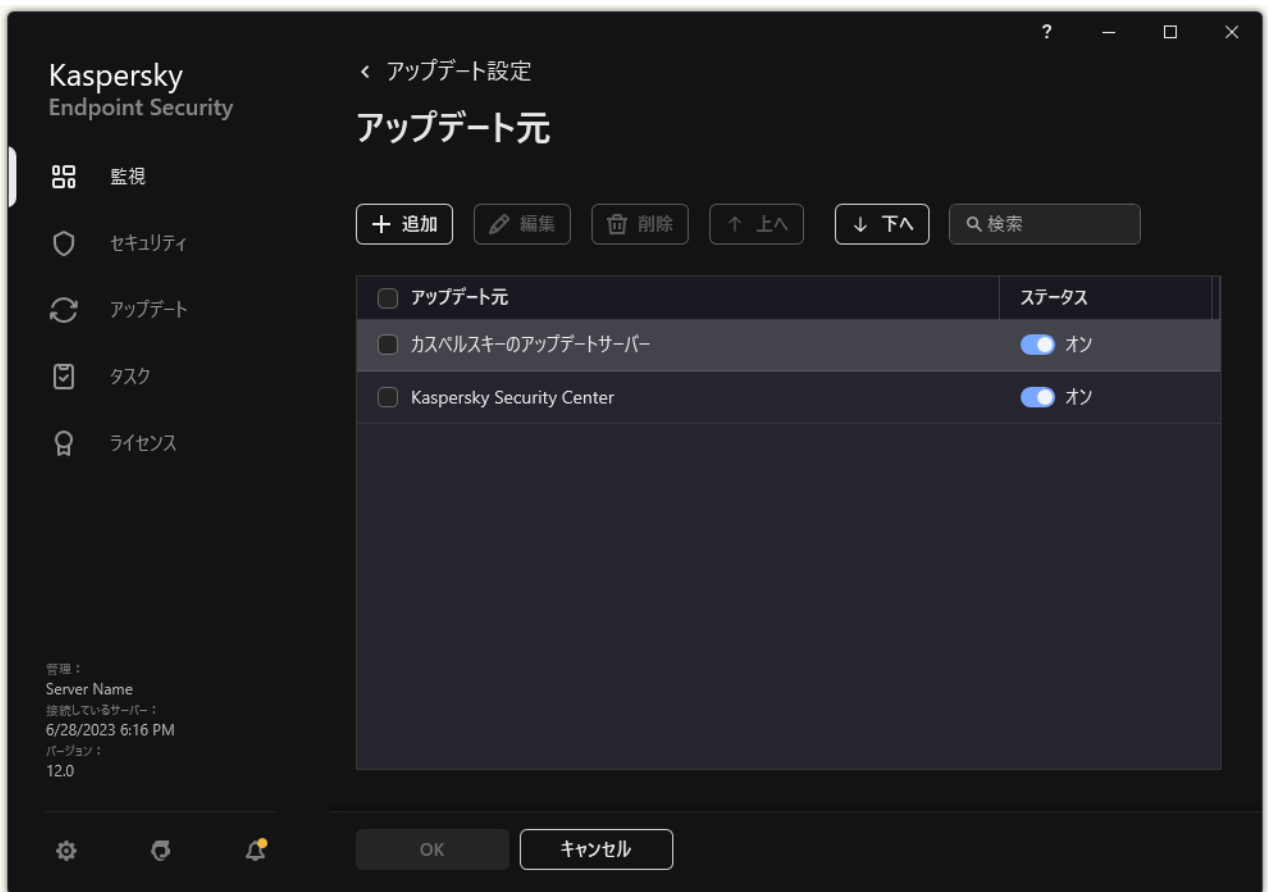 ?
Kaspersky
Endpoint Security
アップデート設定
アップデート元
監視
セキュリティ
アップデート
タスク
ライセンス
追加 編集 削除 上へ 下へ 検索
アップデート元 ステータス
カスペルスキーのアップデートサーバー オン
Kaspersky Security Center オン
管理：
Server Name
接続しているサーバー：
6/28/2023 6:16 PM
バージョン：
12.0
OK キャンセル